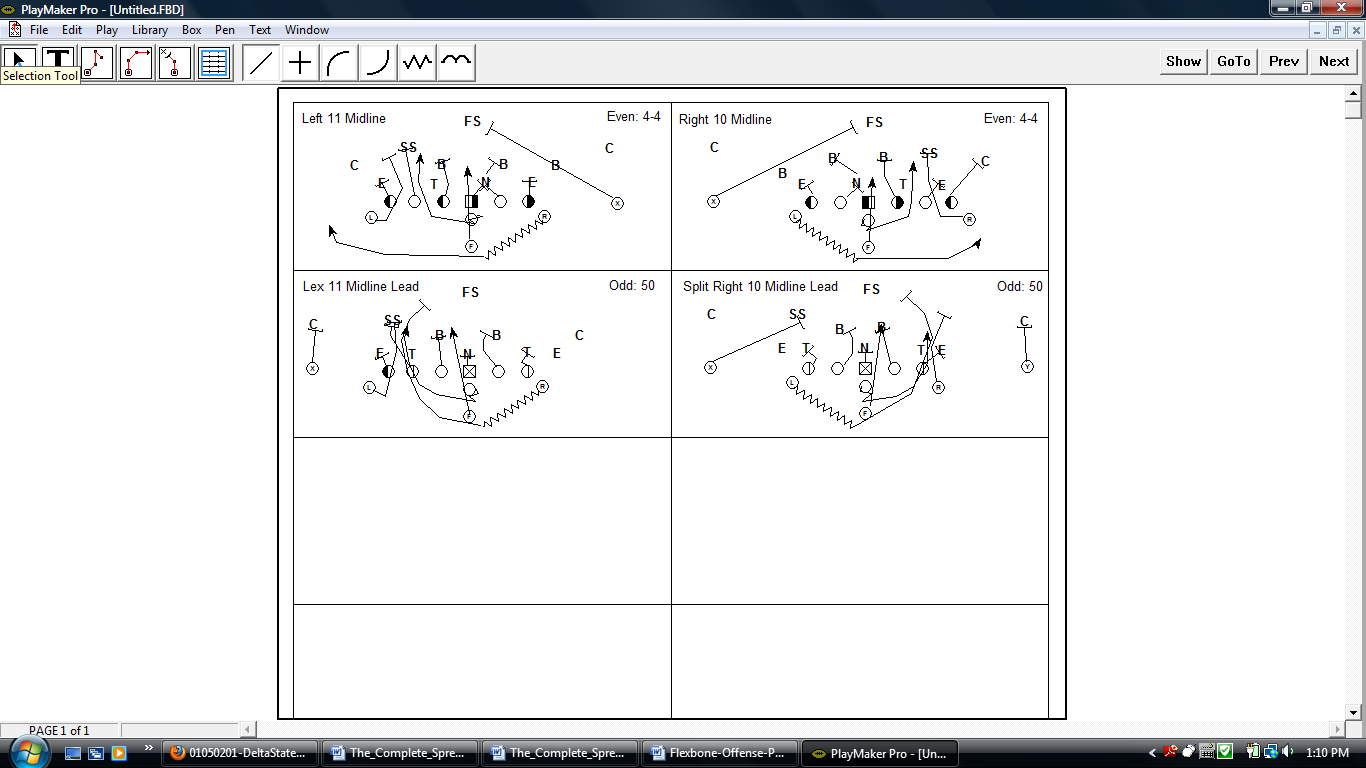 PlayMaker Pro - [Untitled.FBD]
File Edit Play Library Box Pen Text Window
T
Show GoTo Prev Next
Selection Tool
Left 11 Midline FS Even: 4-4
C SS B B B C
E T N E
L R X
F
Right 10 Midline FS Even: 4-4
C B B B SS C
E N T E
X L R
F
Lex 11 Midline Lead FS Odd: 50
C SS B B C
E T N T E
X L R
F
Split Right 10 Midline Lead FS Odd: 50
C SS B B C
E T N T E
X L R Y
F
PAGE 1 of 1
01050201-DeltaState... The_Complete_Spre... The_Complete_Spre... Flexbone-Offense-P... PlayMaker Pro - [Un... 1:10 PM